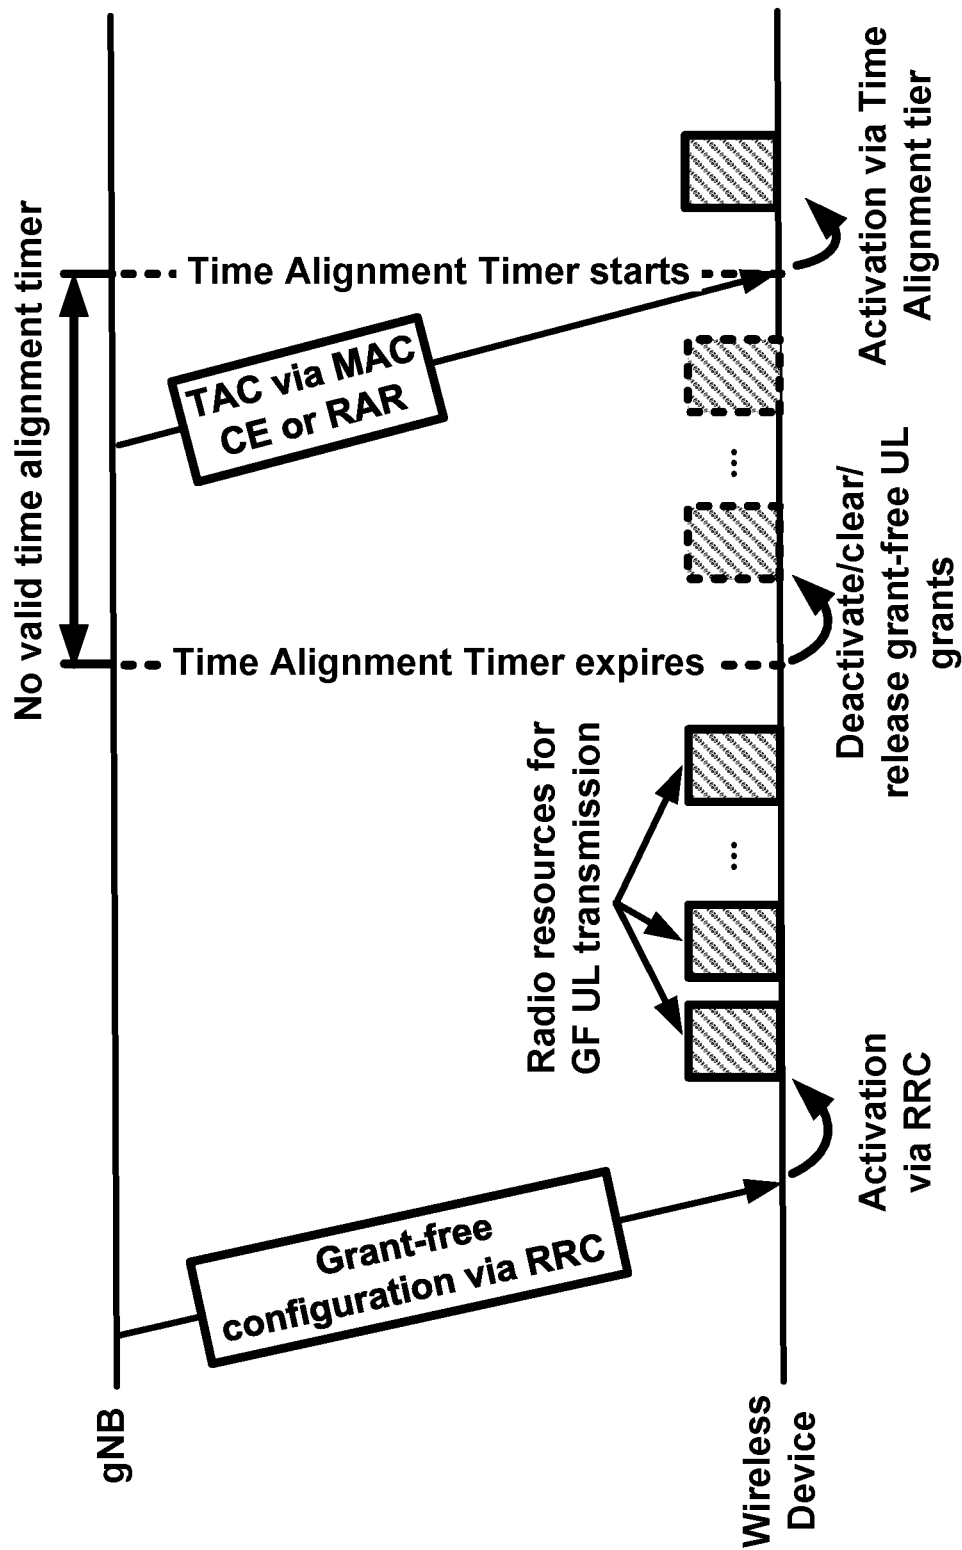 No valid time alignment timer
Time Alignment Timer starts
Time Alignment Timer expires
TAC via MAC
CE or RAR
Grant-free
configuration via RRC
Radio resources for
GF UL transmission
...
...
Activation via Time
Alignment tier
Deactivate/clear/
release grant-free UL
grants
Activation
via RRC
gNB
Wireless
Device